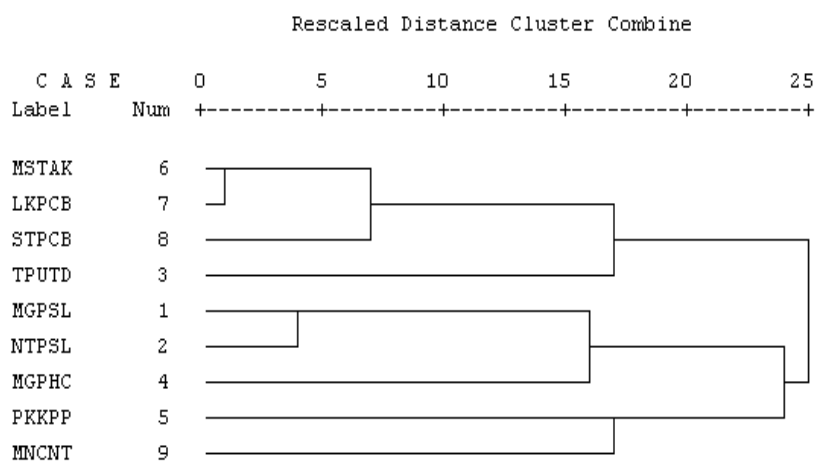 Rescaled Distance Cluster Combine
C A S E 0 5 10 15 20 25
Label Num +---------+---------+---------+---------+---------+
MSTAK 6
LKPCB 7
STPCB 8
TPUTD 3
MGPSL 1
NTPSL 2
MGPHC 4
PKKPP 5
MNCNT 9